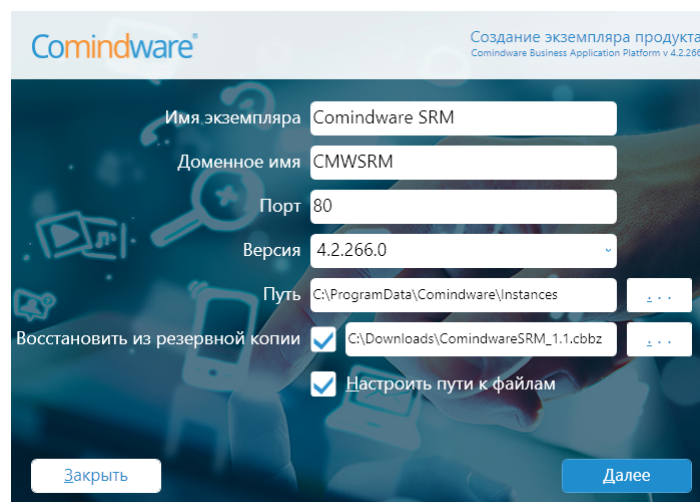 Comindware®
Создание экземпляра продукта
Comindware Business Application Platform v 4.2.266
Имя экземпляра Comindware SRM
Доменное имя CMWSRM
Порт 80
Версия 4.2.266.0
Путь C:\ProgramData\Comindware\Instances ...
Восстановить из резервной копии C:\Downloads\ComindwareSRM_1.1.cbbz ...
Настроить пути к файлам
Закрыть Далее